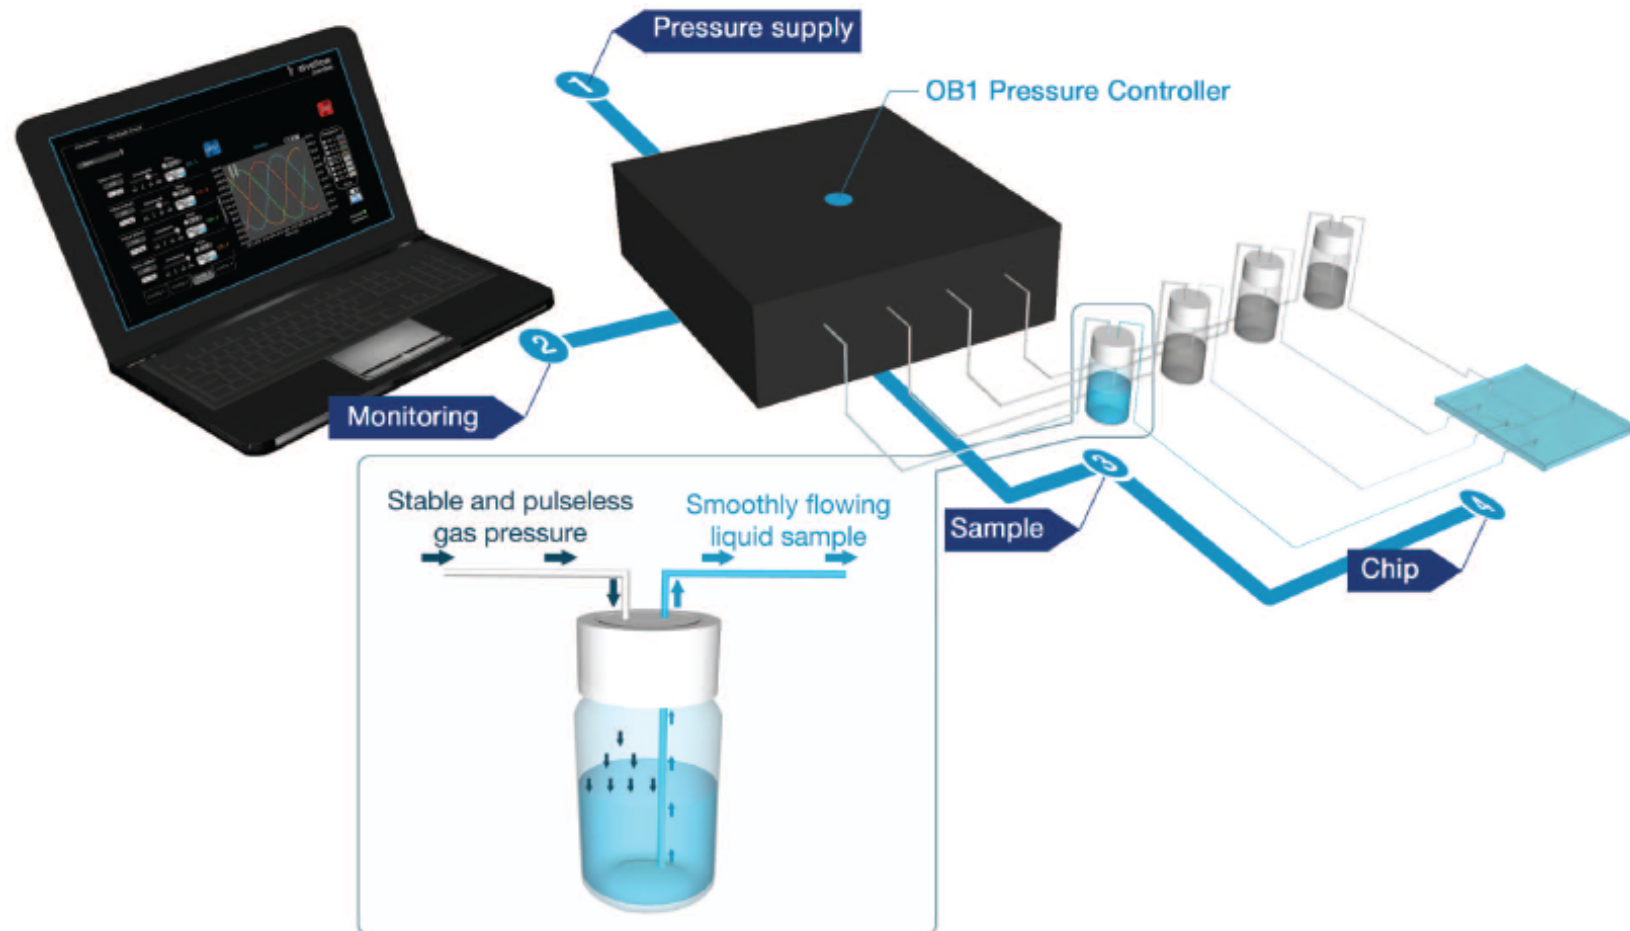 Pressure supply
1
OB1 Pressure Controller
2
Monitoring
Stable and pulseless
gas pressure
Smoothly flowing
liquid sample
3
Sample
4
Chip